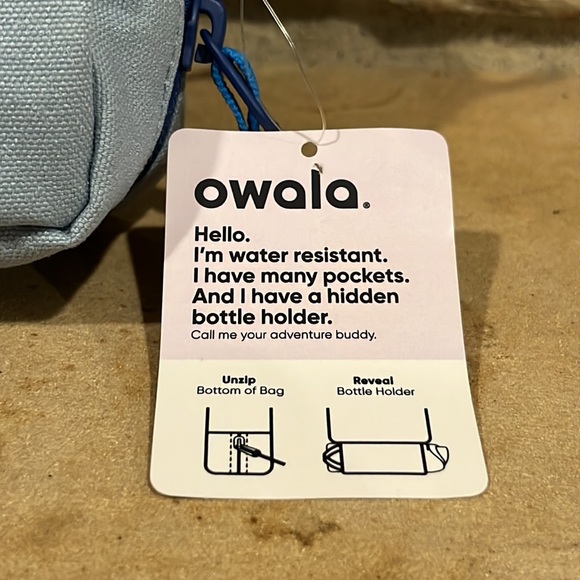 owala®
Hello.
I'm water resistant.
I have many pockets.
And I have a hidden
bottle holder.
Call me your adventure buddy.
Unzip
Bottom of Bag
Reveal
Bottle Holder